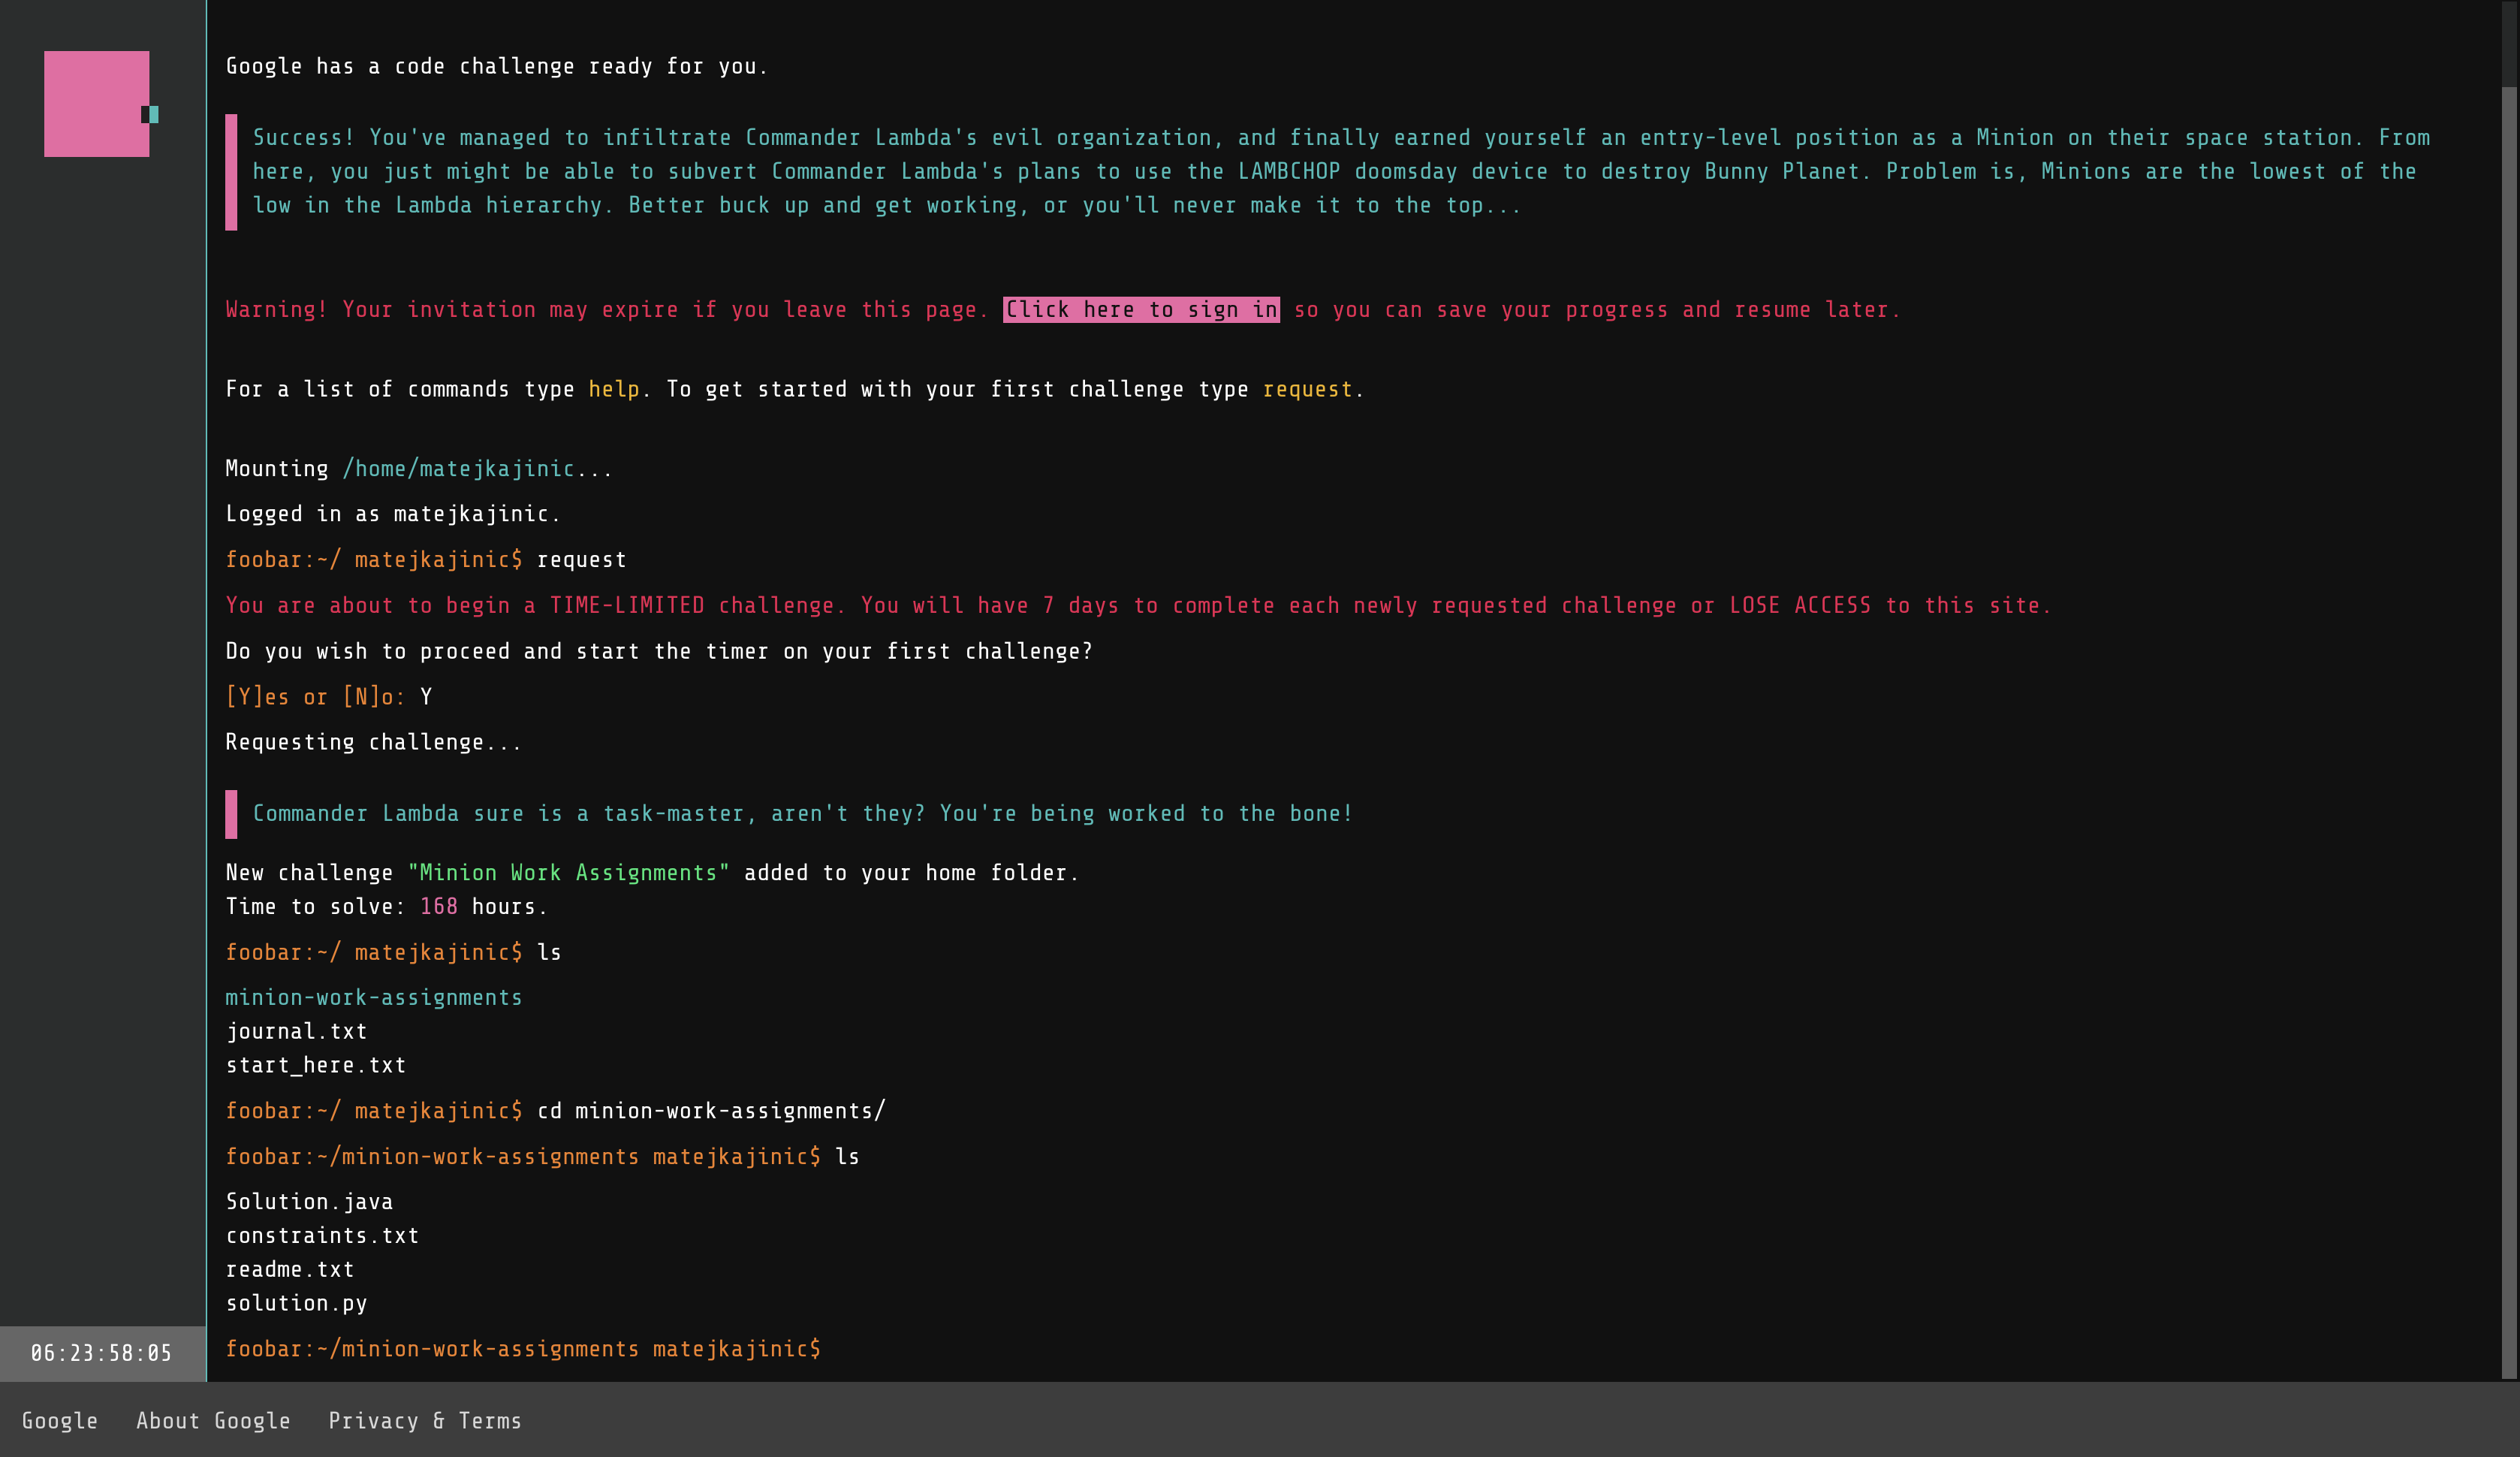 Google has a code challenge ready for you.
Success! You've managed to infiltrate Commander Lambda's evil organization, and finally earned yourself an entry-level position as a Minion on their space station. From
here, you just might be able to subvert Commander Lambda's plans to use the LAMBCHOP doomsday device to destroy Bunny Planet. Problem is, Minions are the lowest of the
low in the Lambda hierarchy. Better buck up and get working, or you'll never make it to the top...
Warning! Your invitation may expire if you leave this page. Click here to sign in so you can save your progress and resume later.
For a list of commands type help. To get started with your first challenge type request.
Mounting /home/matejkajinic...
Logged in as matejkajinic.
foobar:~/ matejkajinic$ request
You are about to begin a TIME-LIMITED challenge. You will have 7 days to complete each newly requested challenge or LOSE ACCESS to this site.
Do you wish to proceed and start the timer on your first challenge?
[Y]es or [N]o: Y
Requesting challenge...
Commander Lambda sure is a task-master, aren't they? You're being worked to the bone!
New challenge "Minion Work Assignments" added to your home folder.
Time to solve: 168 hours.
foobar:~/ matejkajinic$ ls
minion-work-assignments
journal.txt
start_here.txt
foobar:~/ matejkajinic$ cd minion-work-assignments/
foobar:~/minion-work-assignments matejkajinic$ ls
Solution.java
constraints.txt
readme.txt
solution.py
foobar:~/minion-work-assignments matejkajinic$
06:23:58:05
Google About Google Privacy & Terms